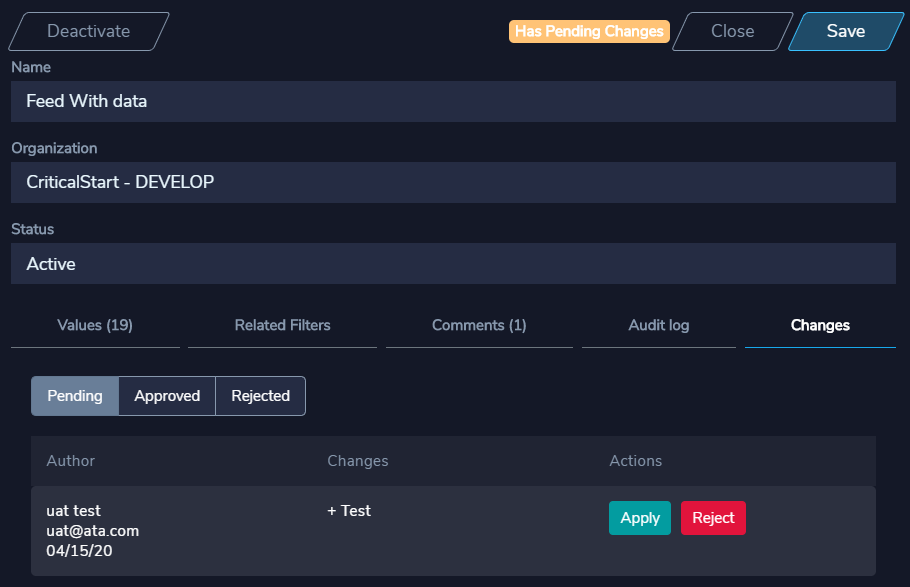 Deactivate
Has Pending Changes
Close
Save
Name
Feed With data
Organization
CriticalStart - DEVELOP
Status
Active
Values (19)
Related Filters
Comments (1)
Audit log
Changes
Pending
Approved
Rejected
Author
Changes
Actions
uat test
uat@ata.com
04/15/20
+ Test
Apply
Reject